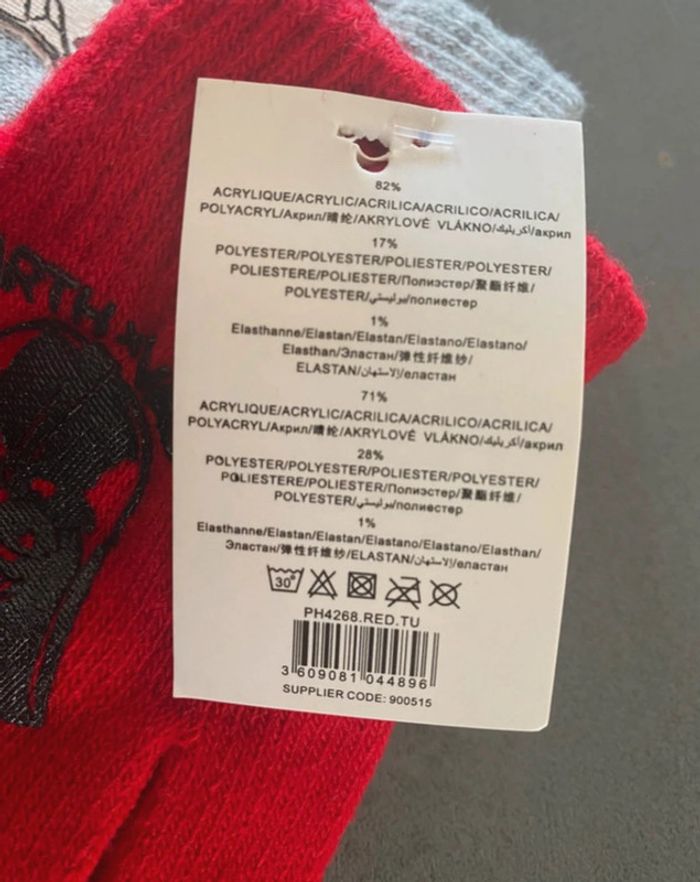 ARTH
82%
ACRYLIQUE/ACRYLIC/ACRILICA/ACRILICO/ACRILICA/
POLYACRYL/Акрил/晴纶/AKRYLOVÉ VLÁKNO/أكريليك/акрил
17%
POLYESTER/POLYESTER/POLIESTER/POLYESTER/
POLIESTERE/POLIESTER/Полиэстер/聚酯纤维/
POLYESTER/بوليستي/полиестер
1%
Elasthanne/Elastan/Elastan/Elastano/Elastano/
Elasthan/Эластан/弹性纤维纱/
ELASTAN/الاستهان/еластан
71%
ACRYLIQUE/ACRYLIC/ACRILICA/ACRILICO/ACRILICA/
POLYACRYL/Акрил/晴纶/AKRYLOVÉ VLÁKNO/أكريليك/акрил
28%
POLYESTER/POLYESTER/POLIESTER/POLYESTER/
POLIESTERE/POLIESTER/Полиэстер/聚酯纤维/
POLYESTER/بوليستي/полиестер
1%
Elasthanne/Elastan/Elastan/Elastano/Elastano/Elasthan/
Эластан/弹性纤维纱/ELASTAN/الاستهان/еластан
30°
PH4268.RED.TU
3 609081 044896
SUPPLIER CODE: 900515